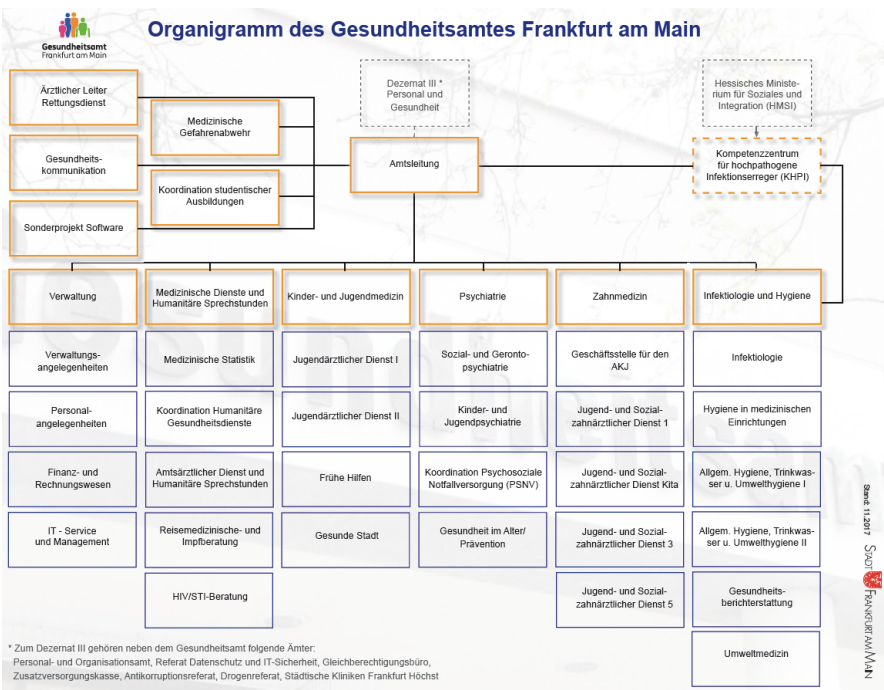 Gesundheitsamt
Frankfurt am Main
Organigramm des Gesundheitsamtes Frankfurt am Main
Ärztlicher Leiter
Rettungsdienst
Medizinische
Gefahrenabwehr
Gesundheits-
kommunikation
Koordination studentischer
Ausbildungen
Sonderprojekt Software
Dezernat III *
Personal und
Gesundheit
Amtsleitung
Hessisches Ministe-
rium für Soziales und
Integration (HMSI)
Kompetenzzentrum
für hochpathogene
Infektionserreger (KHPI)
Verwaltung
Verwaltungs-
angelegenheiten
Personal-
angelegenheiten
Finanz- und
Rechnungswesen
IT - Service
und Management
Medizinische Dienste und
Humanitäre Sprechstunden
Medizinische Statistik
Koordination Humanitäre
Gesundheitsdienste
Amtsärztlicher Dienst und
Humanitäre Sprechstunden
Reisemedizinische- und
Impfberatung
HIV/STI-Beratung
Kinder- und Jugendmedizin
Jugendärztlicher Dienst I
Jugendärztlicher Dienst II
Frühe Hilfen
Gesunde Stadt
Psychiatrie
Sozial- und Geronto-
psychiatrie
Kinder- und
Jugendpsychiatrie
Koordination Psychosoziale
Notfallversorgung (PSNV)
Gesundheit im Alter/
Prävention
Zahnmedizin
Geschäftsstelle für den
AKJ
Jugend- und Sozial-
zahnärztlicher Dienst 1
Jugend- und Sozial-
zahnärztlicher Dienst Kita
Jugend- und Sozial-
zahnärztlicher Dienst 3
Jugend- und Sozial-
zahnärztlicher Dienst 5
Infektiologie und Hygiene
Infektiologie
Hygiene in medizinischen
Einrichtungen
Allgem. Hygiene, Trinkwas-
ser u. Umwelthygiene I
Allgem. Hygiene, Trinkwas-
ser u. Umwelthygiene II
Gesundheits-
berichterstattung
Umweltmedizin
Stand: 11.2017
STADT FRANKFURT AM MAIN
* Zum Dezernat III gehören neben dem Gesundheitsamt folgende Ämter:
Personal- und Organisationsamt, Referat Datenschutz und IT-Sicherheit, Gleichberechtigungsbüro,
Zusatzversorgungskasse, Antikorruptionsreferat, Drogenreferat, Städtische Kliniken Frankfurt Höchst